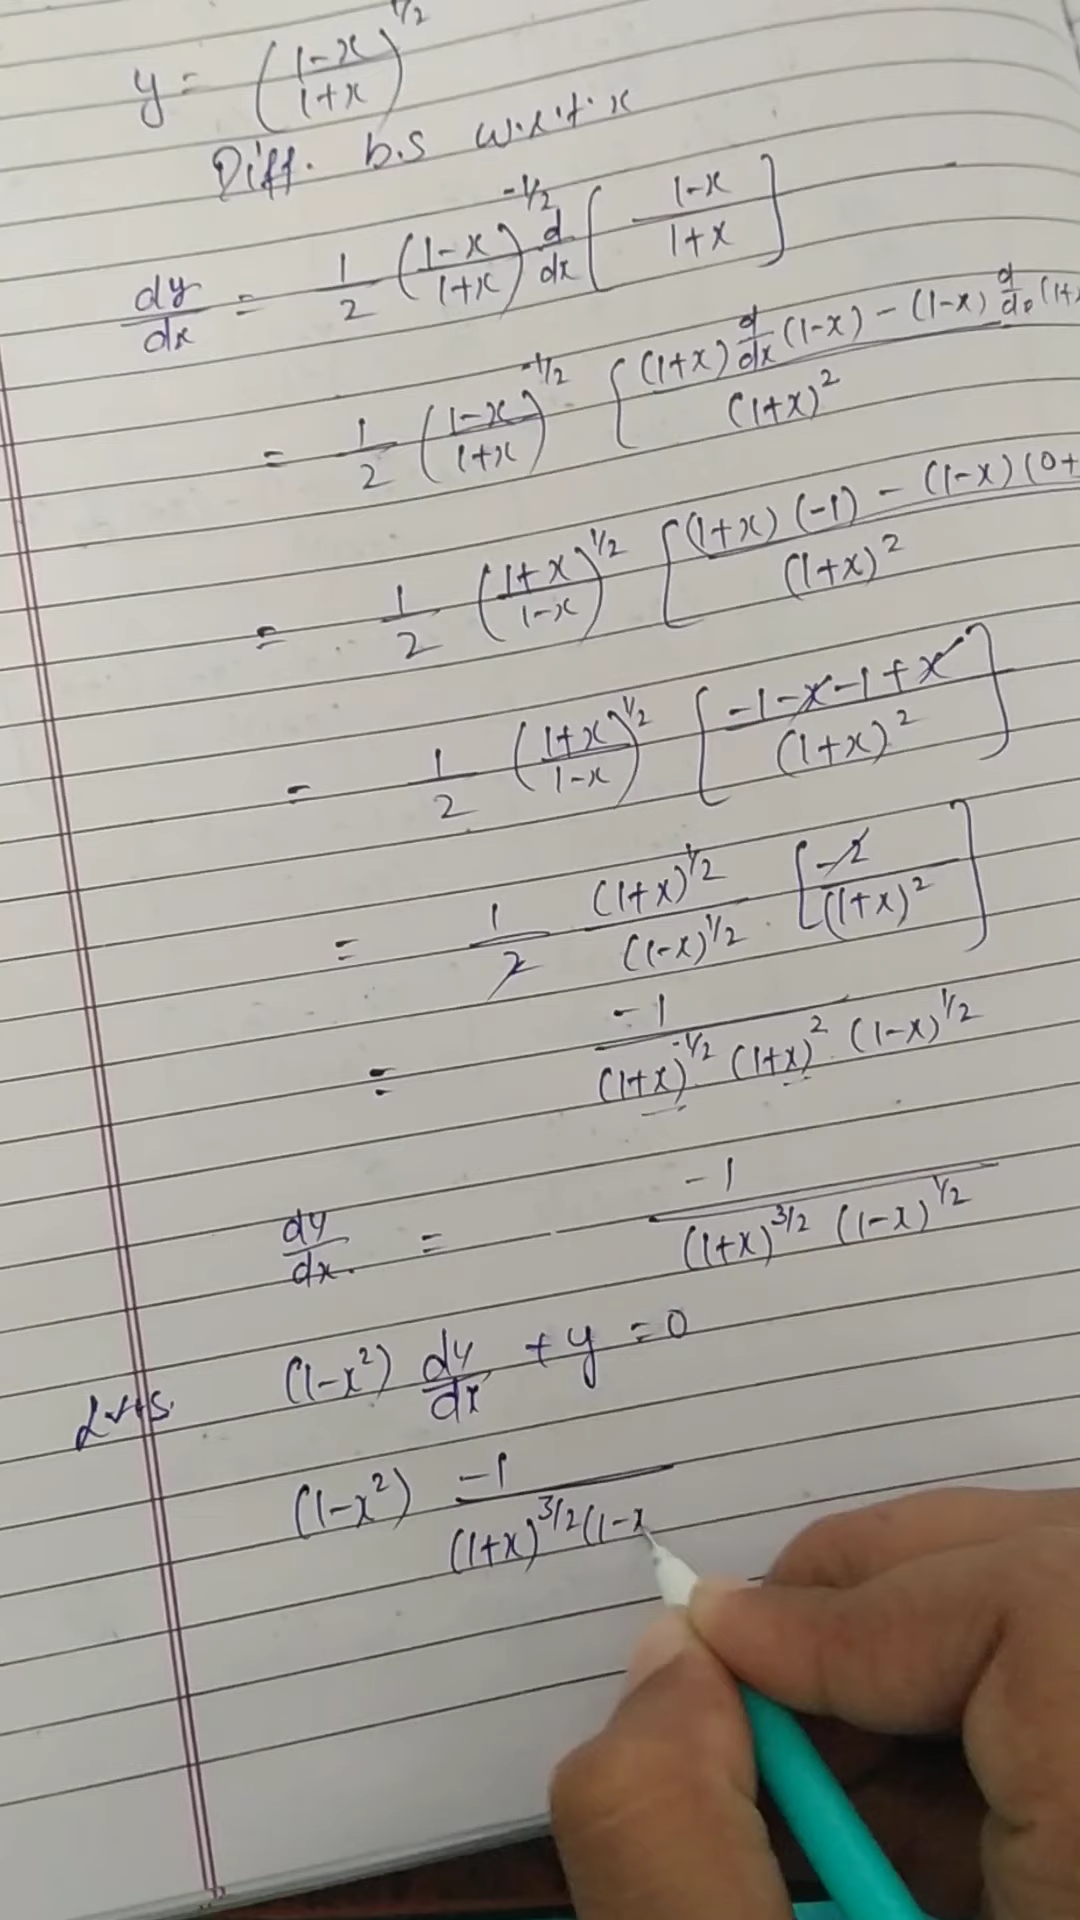 y = ((1-x)/(1+x))^1/2
Diff. b.s w.r.t. x
dy/dx = 1/2 ((1-x)/(1+x))^-1/2 d/dx [(1-x)/(1+x)]
= 1/2 ((1-x)/(1+x))^-1/2 . [((1+x) d/dx (1-x) - (1-x) d/dx (1+x)/(1+x)^2
= 1/2 ((1+x)/(1-x))^1/2 [((1+x)(-1) - (1-x)(0+)/(1+x)^2
= 1/2 ((1+x)/(1-x))^1/2 [(-1-x-1+x)/(1+x)^2]
= 1/2 (1+x)^1/2/(1-x)^1/2 . [-2/(1+x)^2]
= -1/((1+x)^-1/2 (1+x)^2 . (1-x)^1/2)
dy/dx = -1/((1+x)^3/2 (1-x)^1/2)
L.H.S. (1-x^2) dy/dx + y = 0
(1-x^2) -1/((1+x)^3/2 (1-x